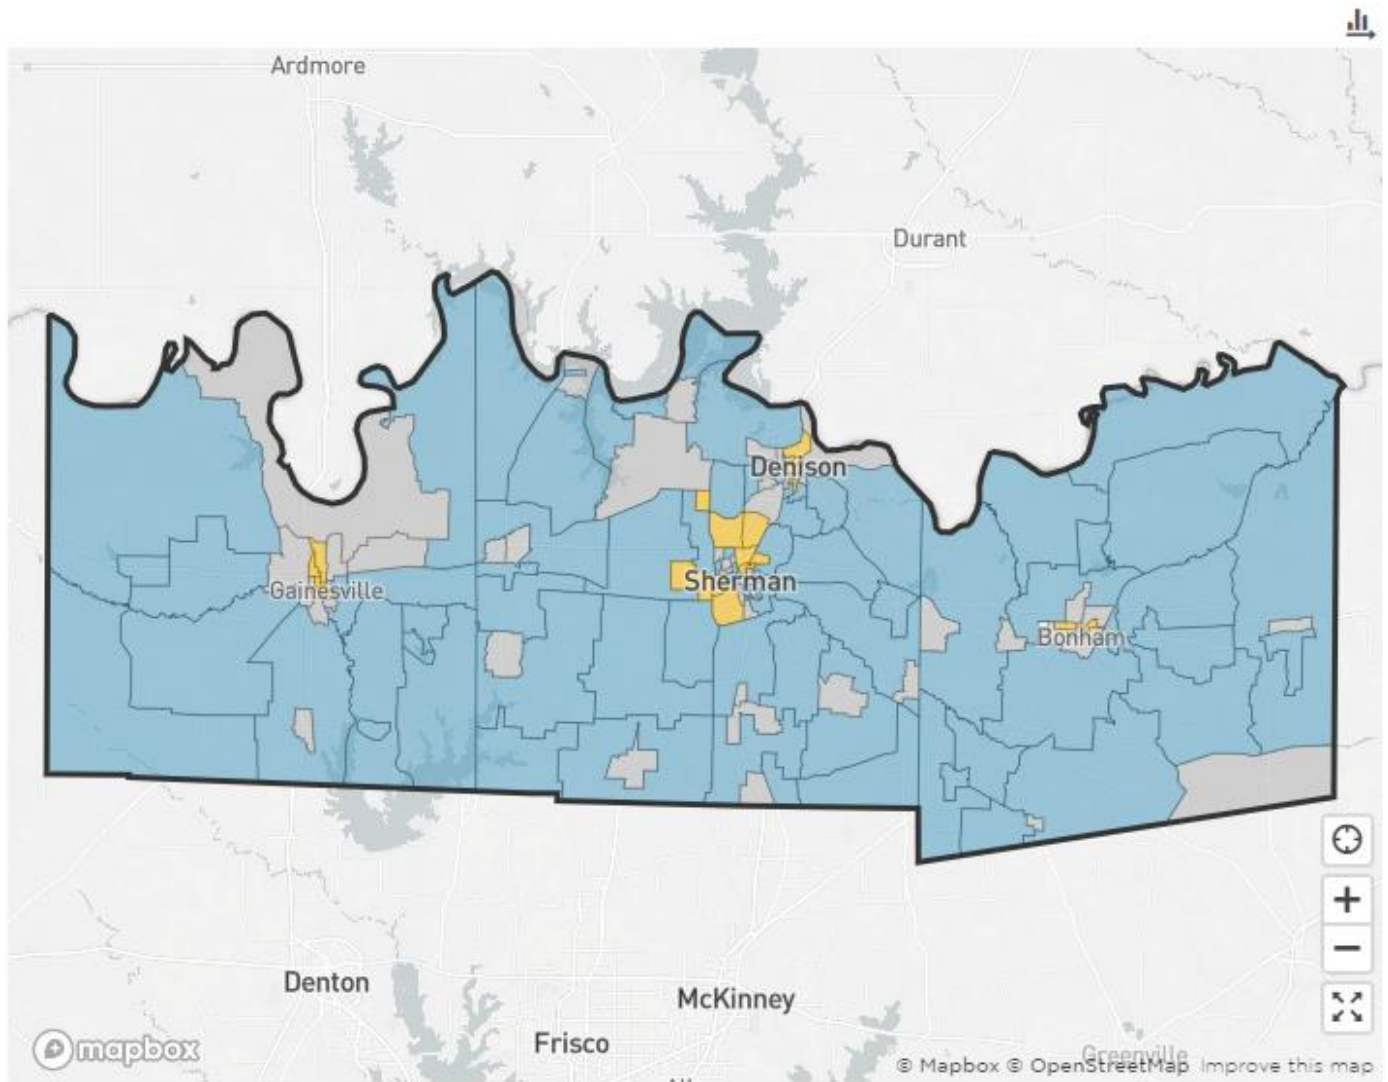 Ardmore
Durant
Denison
Sherman
Gainesville
Bonham
Denton
McKinney
Frisco
Greenville
mapbox
© Mapbox © OpenStreetMap Improve this map